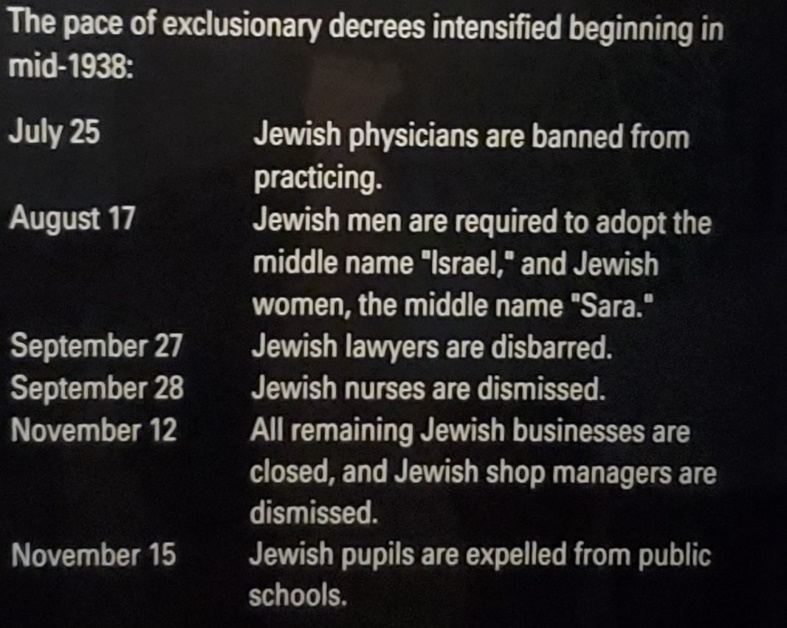 The pace of exclusionary decrees intensified beginning in
mid-1938:
July 25 Jewish physicians are banned from
practicing.
August 17 Jewish men are required to adopt the
middle name "Israel," and Jewish
women, the middle name "Sara."
September 27 Jewish lawyers are disbarred.
September 28 Jewish nurses are dismissed.
November 12 All remaining Jewish businesses are
closed, and Jewish shop managers are
dismissed.
November 15 Jewish pupils are expelled from public
schools.